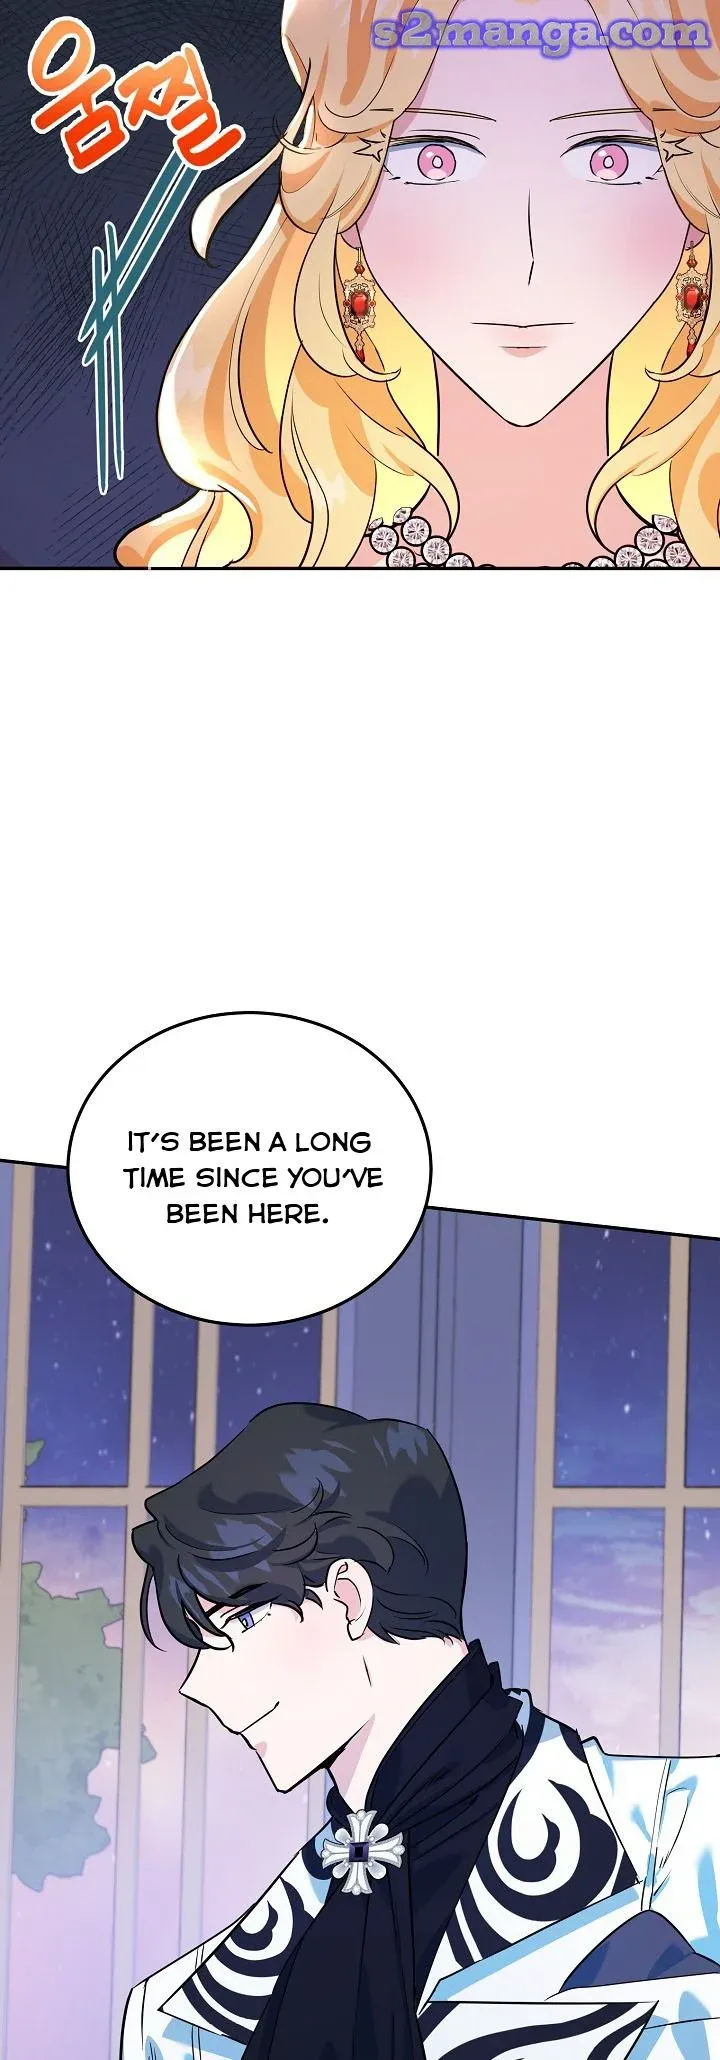 s2manga.com
움찔
IT'S BEEN A LONG
TIME SINCE YOU'VE
BEEN HERE.